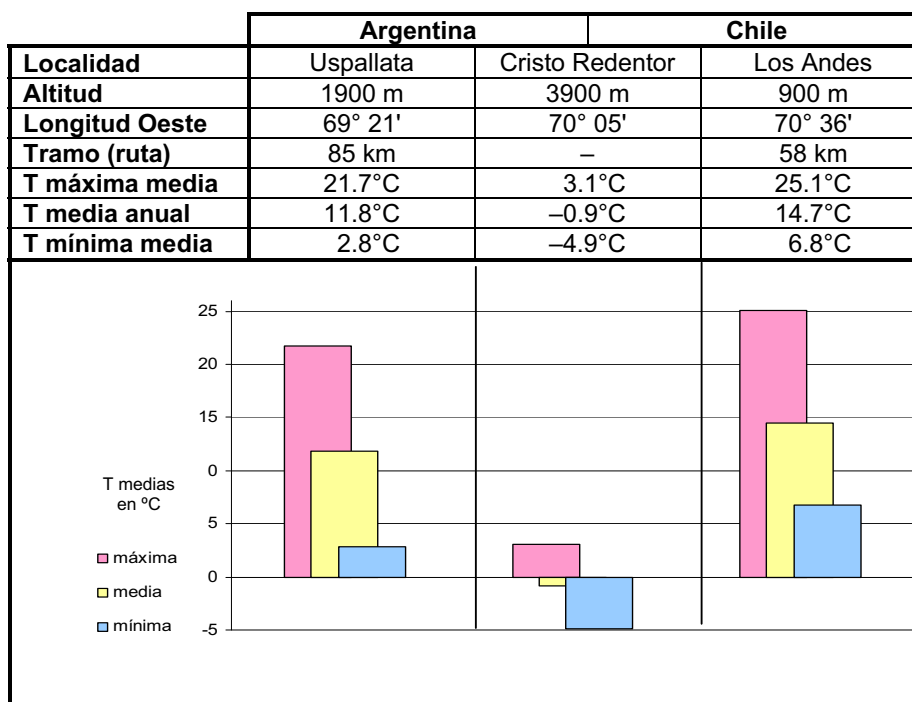 Argentina Chile
Localidad Uspallata Cristo Redentor Los Andes
Altitud 1900 m 3900 m 900 m
Longitud Oeste 69° 21' 70° 05' 70° 36'
Tramo (ruta) 85 km – 58 km
T máxima media 21.7°C 3.1°C 25.1°C
T media anual 11.8°C –0.9°C 14.7°C
T mínima media 2.8°C –4.9°C 6.8°C
25
20
15
0
T medias
en ºC
5
máxima
0
media
mínima
-5